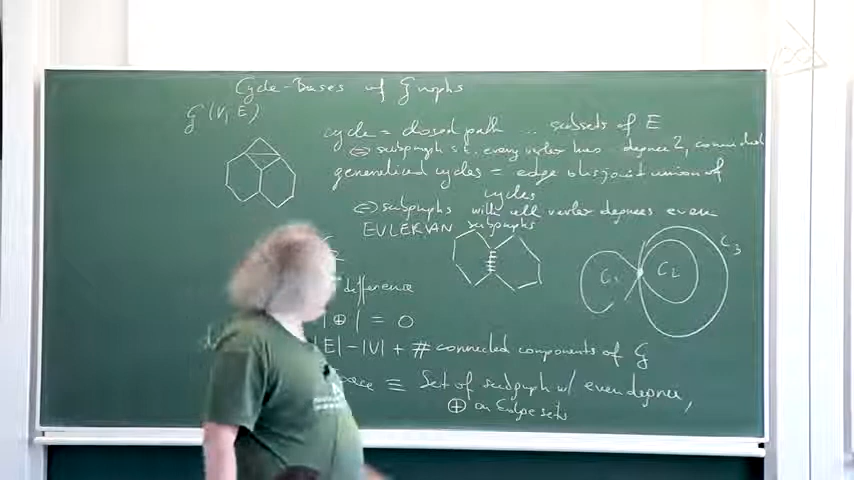 Cycle-Bases of Graphs
G(V, E)
cycle = closed path ... subsets of E
⇔ subgraph s.t. every vertex has degree 2, connected
generalized cycles = edge disjoint union of
cycles
⇔ subgraphs with all vertex degrees even
EULERIAN subgraphs
C1 C2 C3
difference
1 ⊕ 1 = 0
|E| - |V| + # connected components of G
space ≡ Set of subgraph w/ even degree,
⊕ on Edge sets